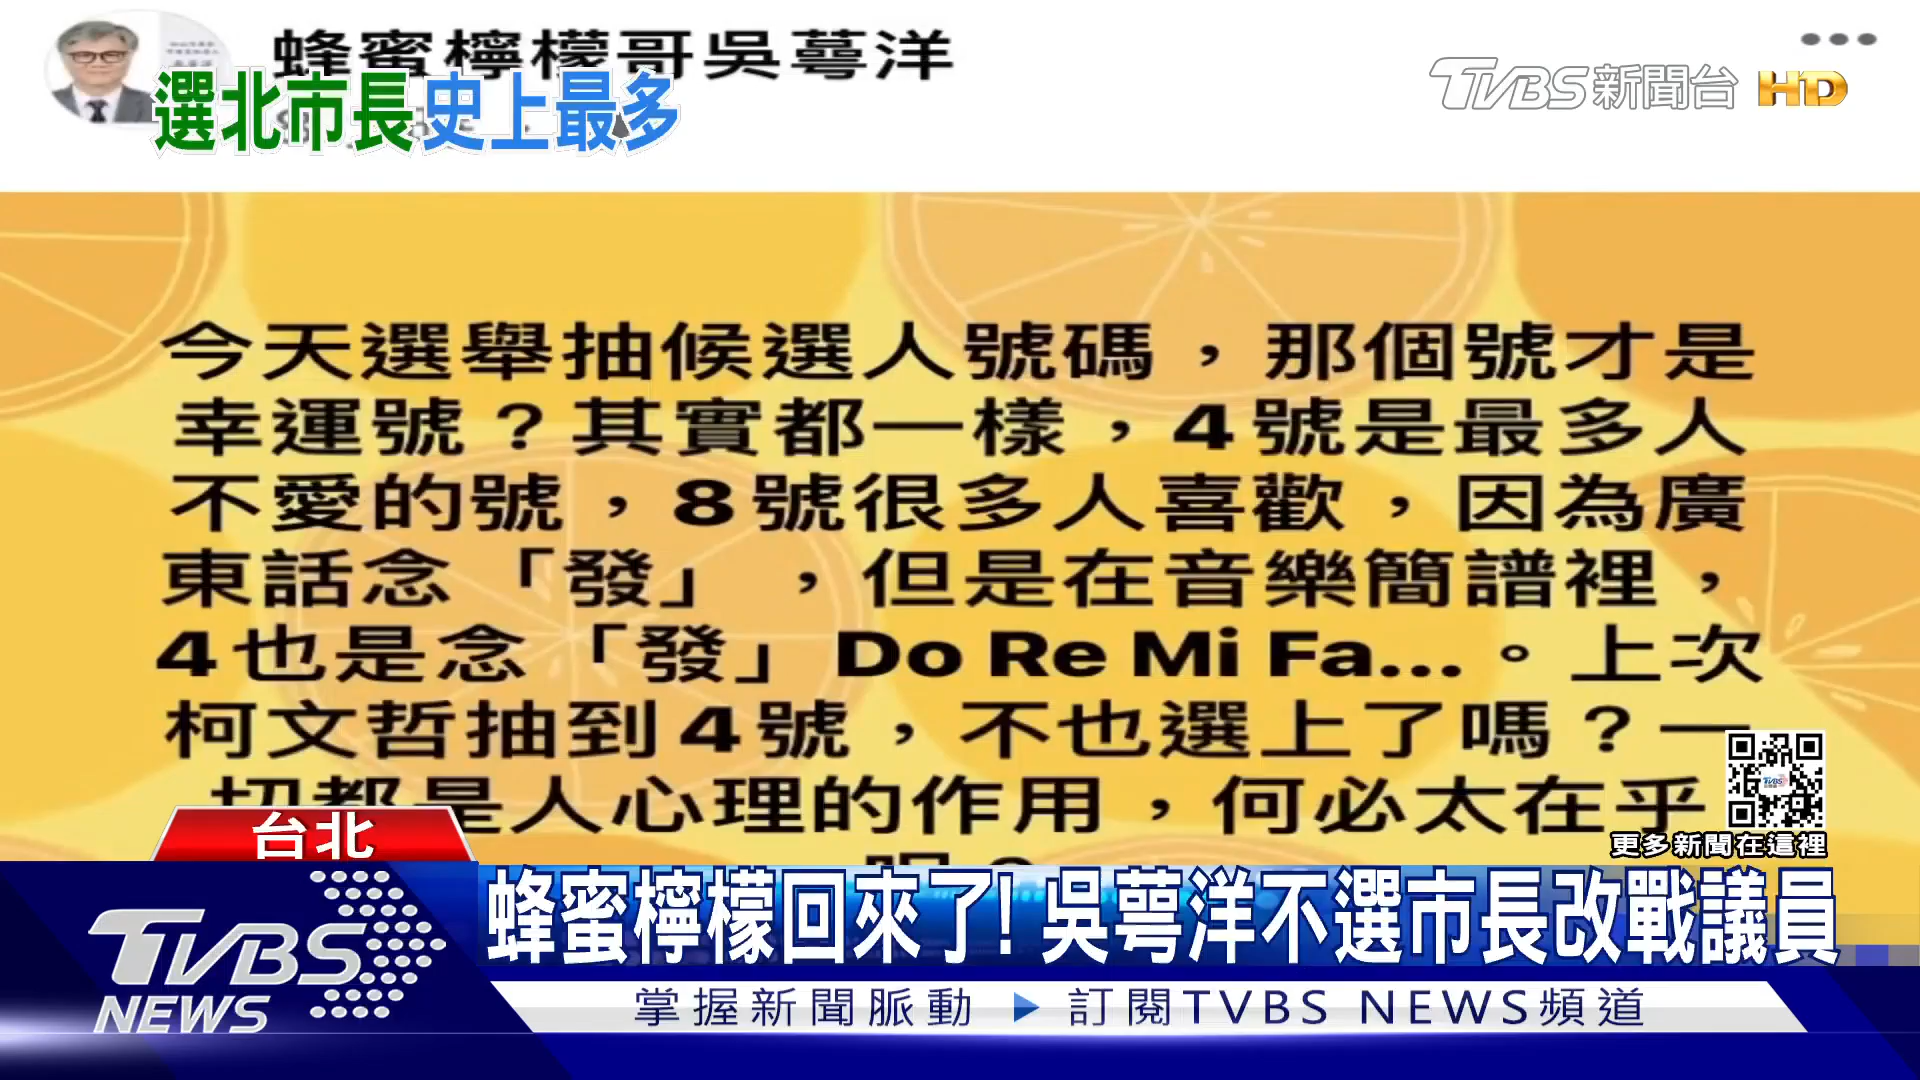 蜂蜜檸檬哥吳萼洋
選北市長史上最多
TVBS新聞台 HD
今天選舉抽候選人號碼，那個號才是
幸運號？其實都一樣，4號是最多人
不愛的號，8號很多人喜歡，因為廣
東話念「發」，但是在音樂簡譜裡，
4也是念「發」Do Re Mi Fa...。上次
柯文哲抽到4號，不也選上了嗎？一
切都是人心理的作用，何必太在乎
更多新聞在這裡
台北
蜂蜜檸檬回來了!吳萼洋不選市長改戰議員
TVBS
NEWS
掌握新聞脈動 ▶ 訂閱TVBS NEWS頻道